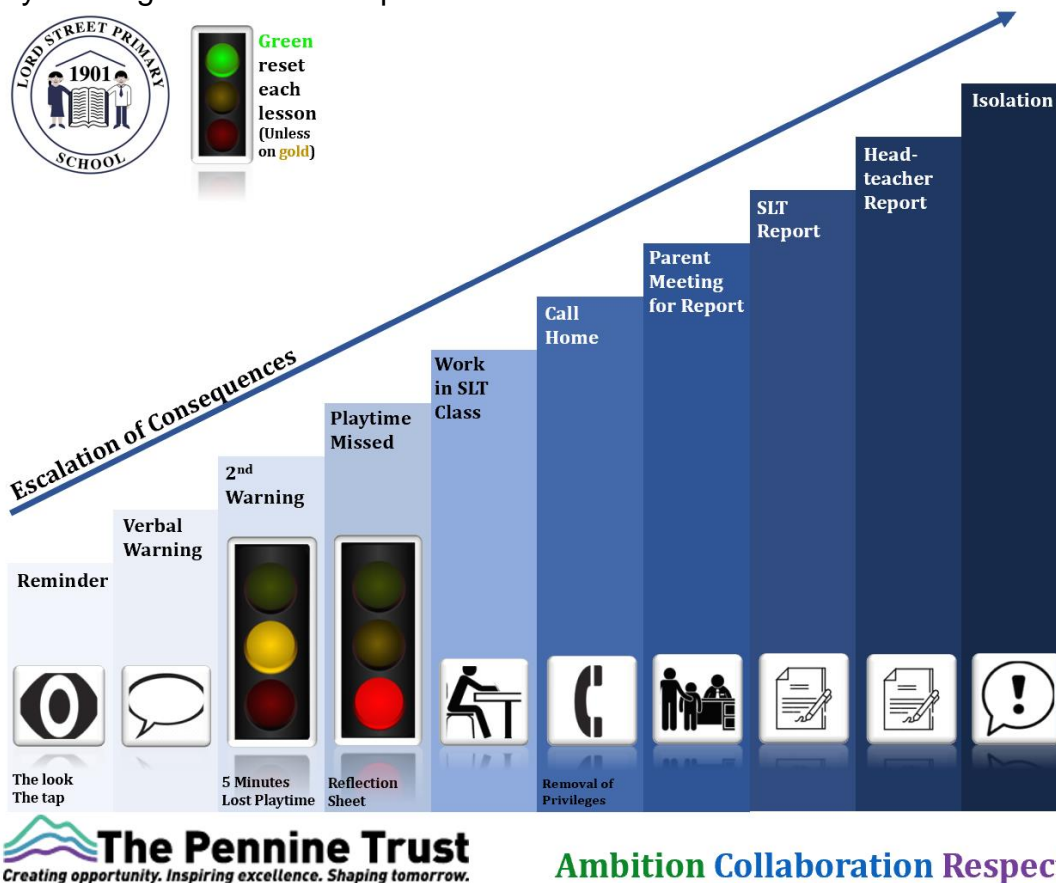 LORD STREET PRIMARY
1901
SCHOOL
Green
reset
each
lesson
(Unless
on gold)
Escalation of Consequences
Reminder
The look
The tap
Verbal
Warning
2nd
Warning
5 Minutes
Lost Playtime
Playtime
Missed
Reflection
Sheet
Work
in SLT
Class
Call
Home
Removal of
Privileges
Parent
Meeting
for Report
SLT
Report
Head-
teacher
Report
Isolation
The Pennine Trust
Creating opportunity. Inspiring excellence. Shaping tomorrow.
Ambition Collaboration Respec